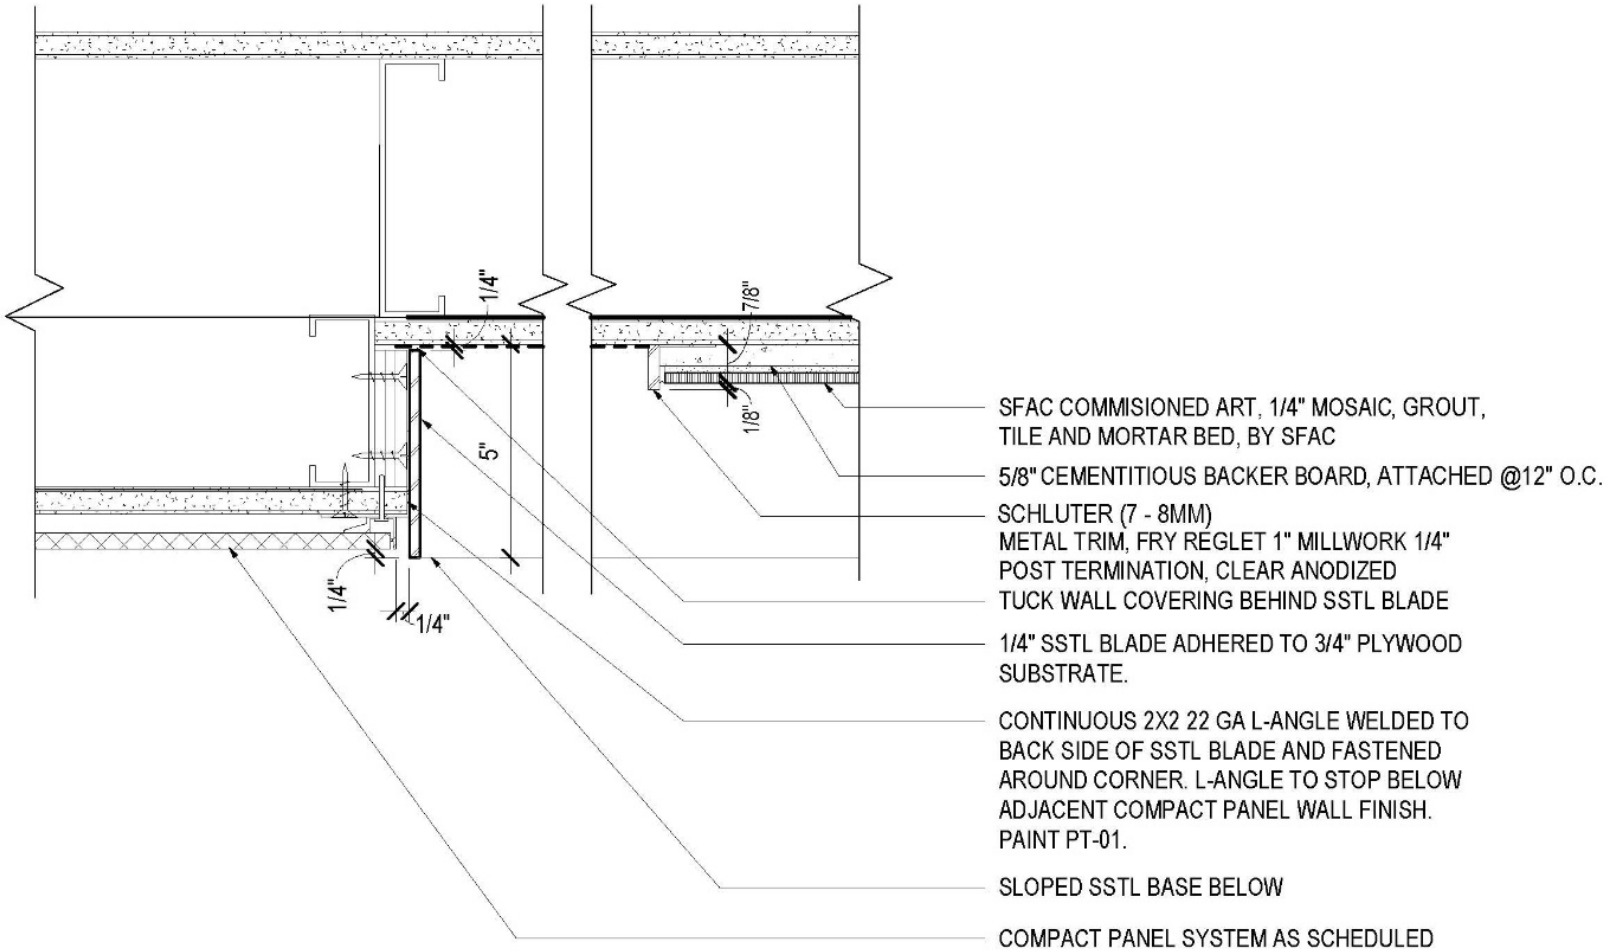 1/4"
7/8"
1/8"
5"
1/4"
1/4"
SFAC COMMISIONED ART, 1/4" MOSAIC, GROUT,
TILE AND MORTAR BED, BY SFAC
5/8" CEMENTITIOUS BACKER BOARD, ATTACHED @12" O.C.
SCHLUTER (7 - 8MM)
METAL TRIM, FRY REGLET 1" MILLWORK 1/4"
POST TERMINATION, CLEAR ANODIZED
TUCK WALL COVERING BEHIND SSTL BLADE
1/4" SSTL BLADE ADHERED TO 3/4" PLYWOOD
SUBSTRATE.
CONTINUOUS 2X2 22 GA L-ANGLE WELDED TO
BACK SIDE OF SSTL BLADE AND FASTENED
AROUND CORNER. L-ANGLE TO STOP BELOW
ADJACENT COMPACT PANEL WALL FINISH.
PAINT PT-01.
SLOPED SSTL BASE BELOW
COMPACT PANEL SYSTEM AS SCHEDULED